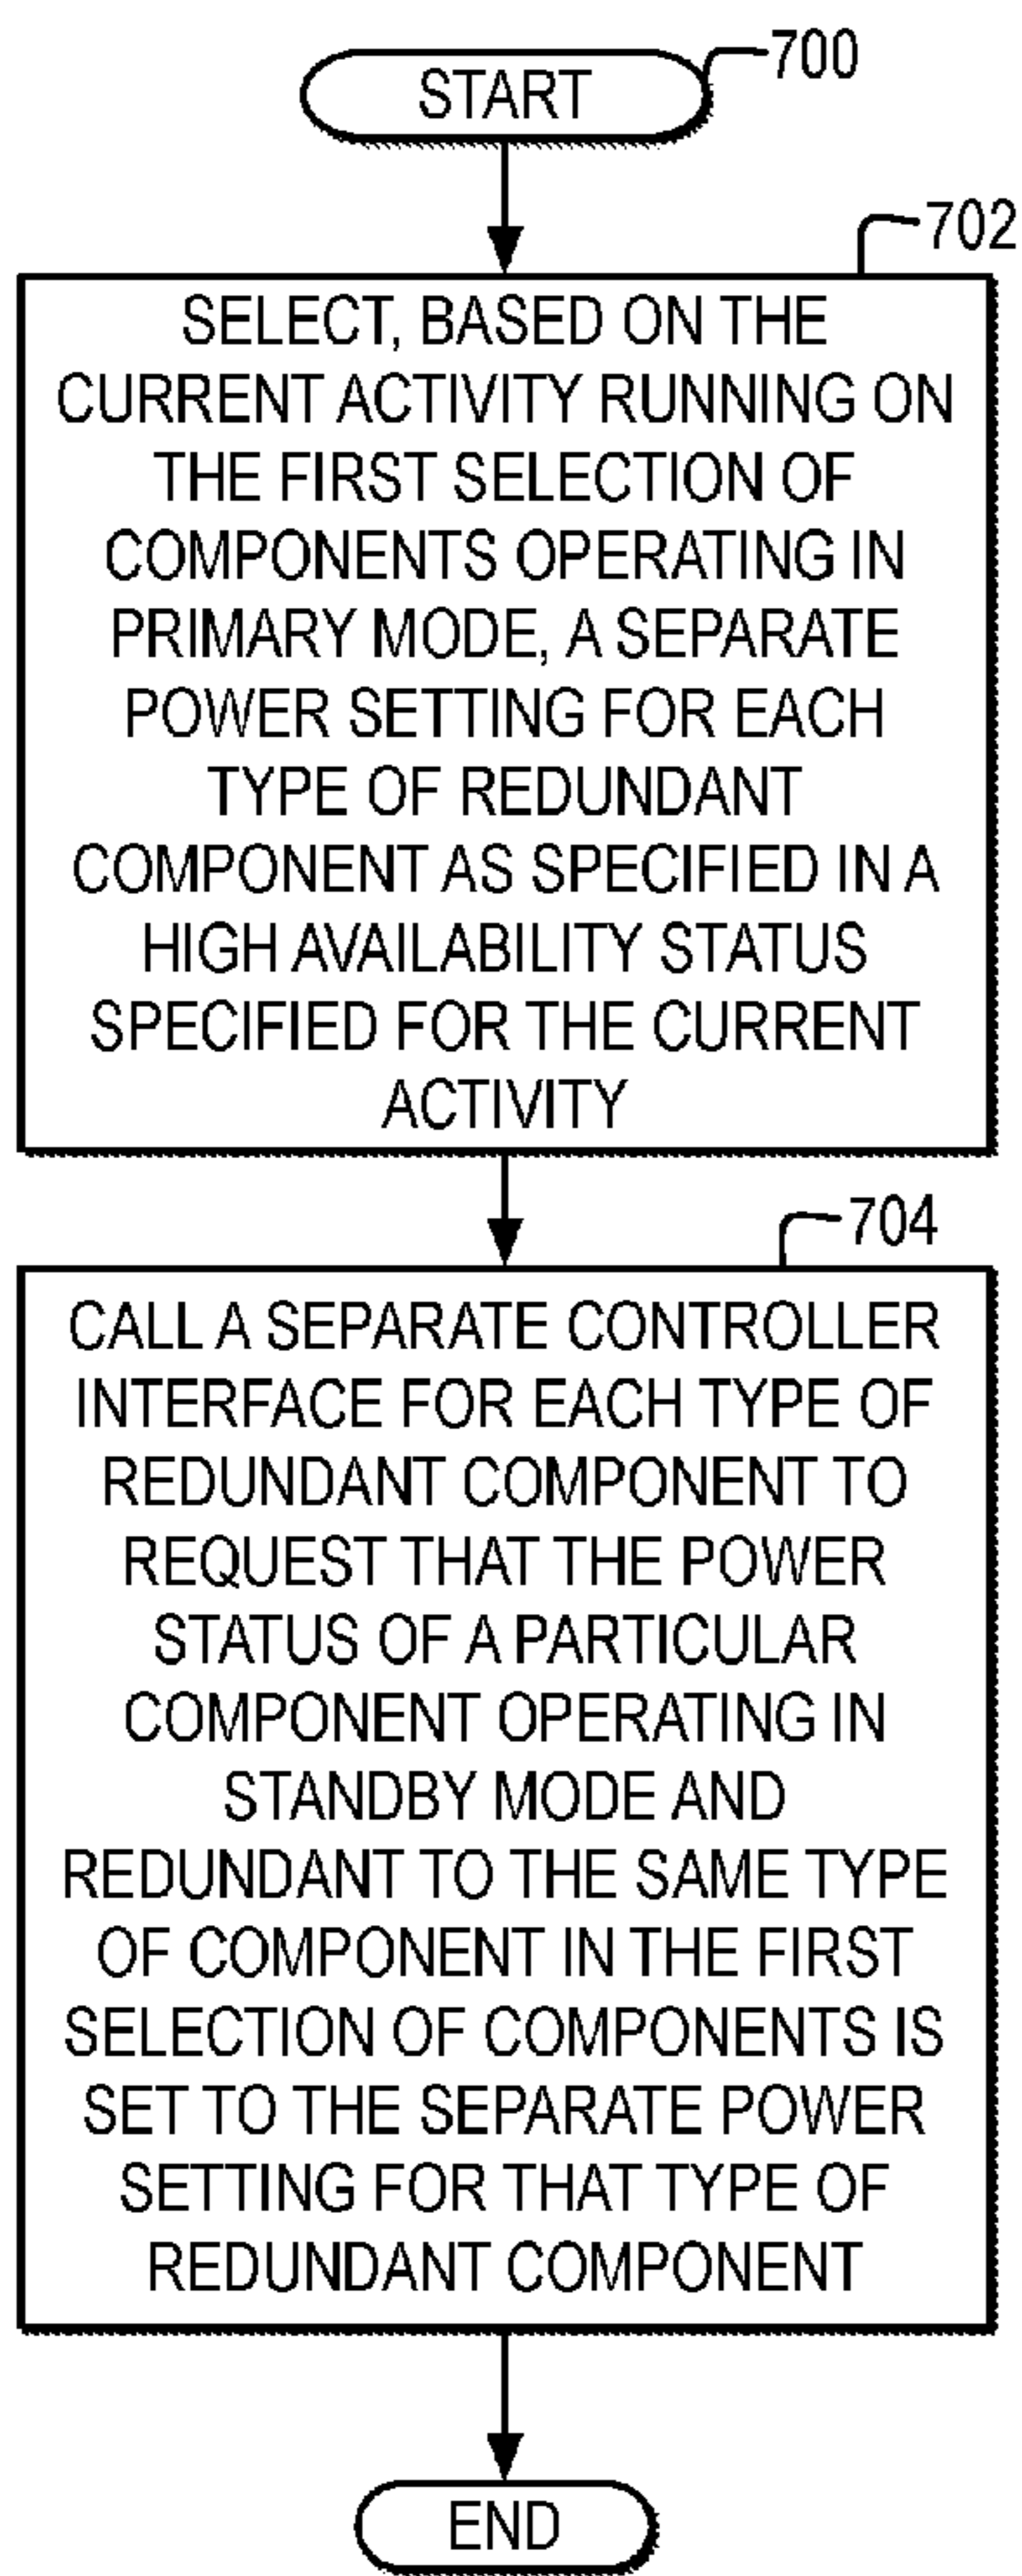 START
700
702
SELECT, BASED ON THE
CURRENT ACTIVITY RUNNING ON
THE FIRST SELECTION OF
COMPONENTS OPERATING IN
PRIMARY MODE, A SEPARATE
POWER SETTING FOR EACH
TYPE OF REDUNDANT
COMPONENT AS SPECIFIED IN A
HIGH AVAILABILITY STATUS
SPECIFIED FOR THE CURRENT
ACTIVITY
704
CALL A SEPARATE CONTROLLER
INTERFACE FOR EACH TYPE OF
REDUNDANT COMPONENT TO
REQUEST THAT THE POWER
STATUS OF A PARTICULAR
COMPONENT OPERATING IN
STANDBY MODE AND
REDUNDANT TO THE SAME TYPE
OF COMPONENT IN THE FIRST
SELECTION OF COMPONENTS IS
SET TO THE SEPARATE POWER
SETTING FOR THAT TYPE OF
REDUNDANT COMPONENT
END